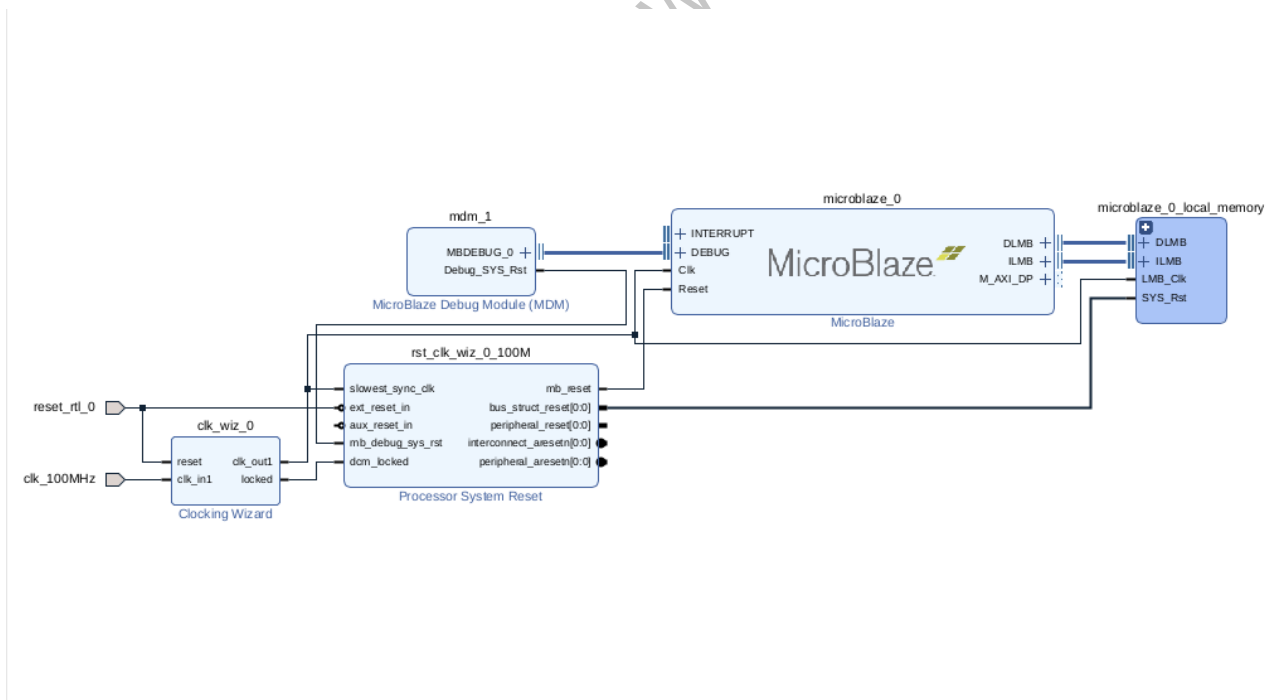 microblaze_0
microblaze_0_local_memory
mdm_1
INTERRUPT
MBDEBUG_0
DEBUG
MicroBlaze
DLMB
DLMB
Debug_SYS_Rst
Clk
ILMB
ILMB
Reset
M_AXI_DP
LMB_Clk
SYS_Rst
MicroBlaze Debug Module (MDM)
MicroBlaze
rst_clk_wiz_0_100M
slowest_sync_clk
mb_reset
reset_rtl_0
ext_reset_in
bus_struct_reset[0:0]
clk_wiz_0
aux_reset_in
peripheral_reset[0:0]
mb_debug_sys_rst
interconnect_aresetn[0:0]
reset
clk_out1
dcm_locked
peripheral_aresetn[0:0]
clk_100MHz
clk_in1
locked
Processor System Reset
Clocking Wizard